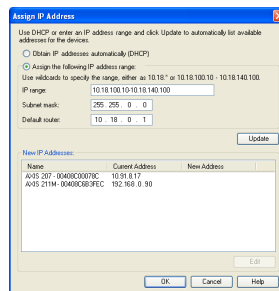 Assign IP Address
Use DHCP or enter an IP address range and click Update to automatically list available
addresses for the devices.
Obtain IP addresses automatically (DHCP)
Assign the following IP address range:
Use wildcards to specify the range, either as 10.18.* or 10.18.100.10 - 10.18.140.100.
IP range: 10.18.100.10-10.18.140.100
Subnet mask: 255. 255. 0 . 0
Default router: 10 . 18 . 0 . 1
Update
New IP Addresses:
Name Current Address New Address
AXIS 207 - 00408C00078C 10.91.8.17
AXIS 211M - 00408C6B3FEC 192.168.0.90
Edit
OK Cancel Help